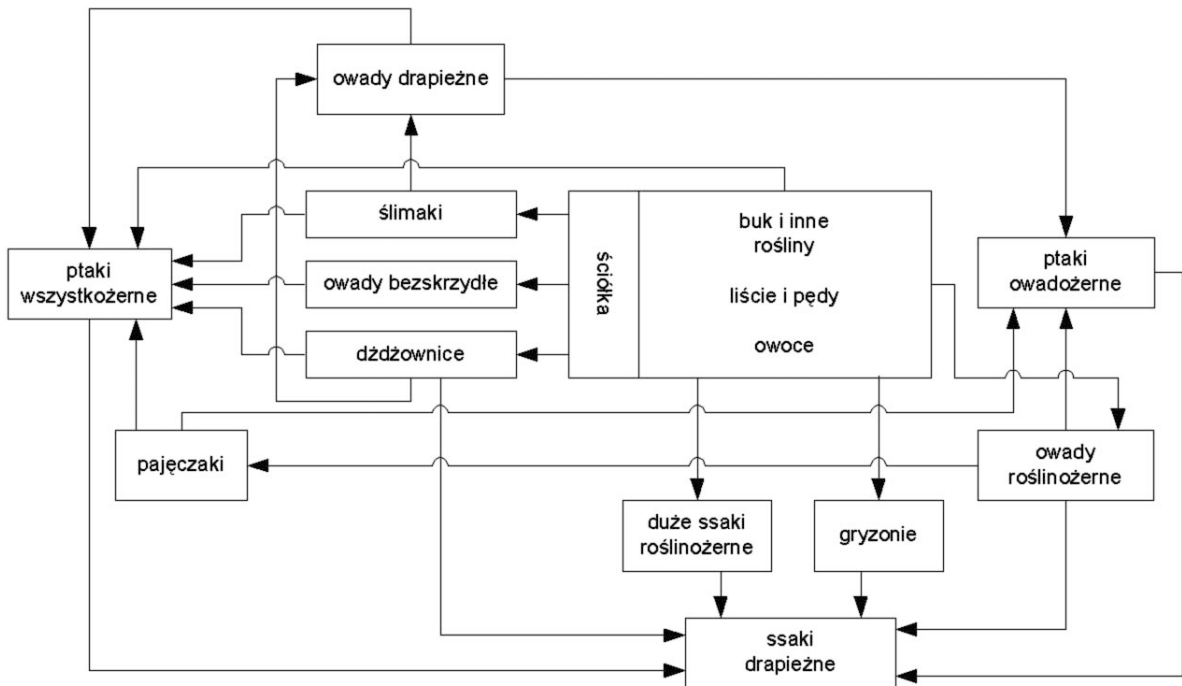 owady drapieżne
ślimaki
ściółka
buk i inne
rośliny
ptaki
wszystkożerne
owady bezskrzydłe
liście i pędy
ptaki
owadożerne
dżdżownice
owoce
pajęczaki
owady
roślinożerne
duże ssaki
roślinożerne
gryzonie
ssaki
drapieżne